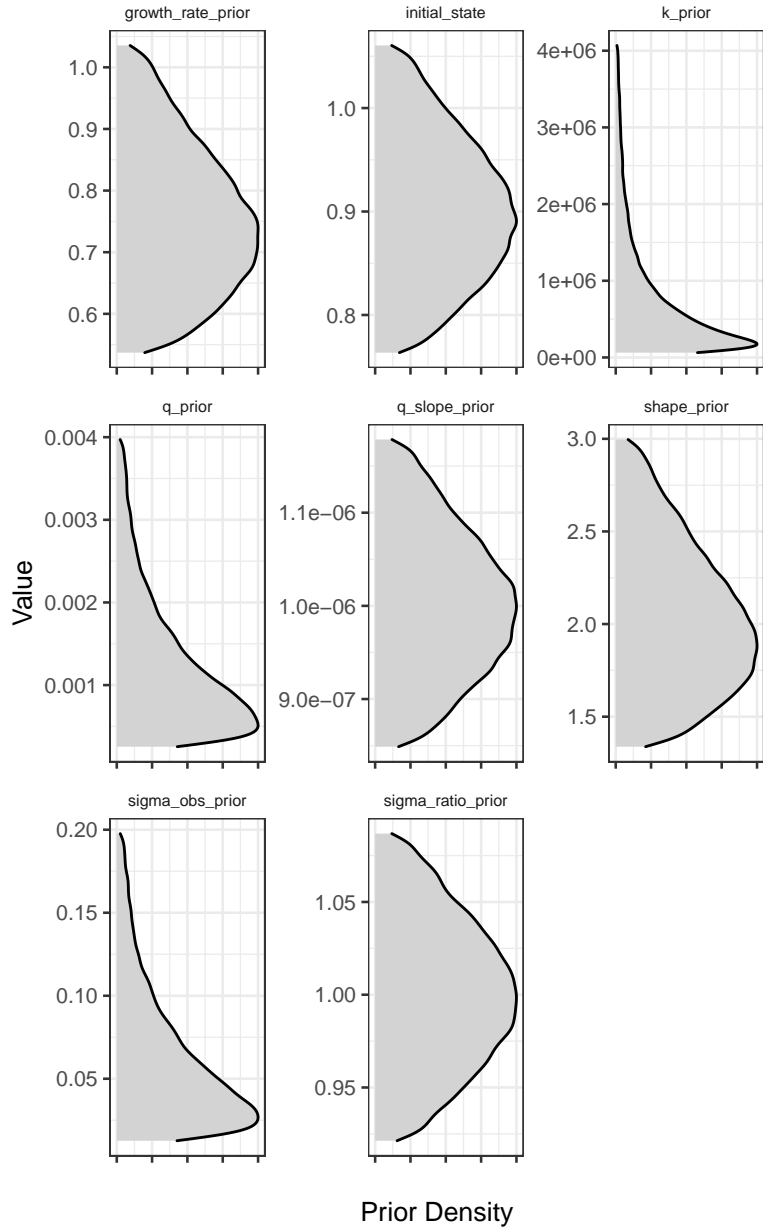 growth_rate_prior
initial_state
k_prior
1.0
0.9
0.8
0.7
0.6
1.0
0.9
0.8
4e+06
3e+06
2e+06
1e+06
0e+00
q_prior
q_slope_prior
shape_prior
0.004
0.003
0.002
0.001
1.1e−06
1.0e−06
9.0e−07
3.0
2.5
2.0
1.5
Value
sigma_obs_prior
sigma_ratio_prior
0.20
0.15
0.10
0.05
1.05
1.00
0.95
Prior Density